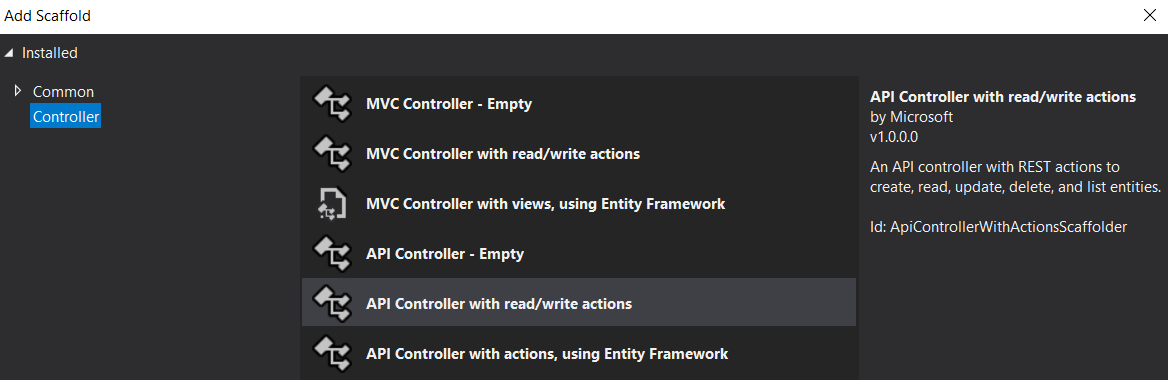 Add Scaffold
Installed
Common
Controller
MVC Controller - Empty
MVC Controller with read/write actions
MVC Controller with views, using Entity Framework
API Controller - Empty
API Controller with read/write actions
API Controller with actions, using Entity Framework
API Controller with read/write actions
by Microsoft
v1.0.0.0
An API controller with REST actions to
create, read, update, delete, and list entities.
Id: ApiControllerWithActionsScaffolder